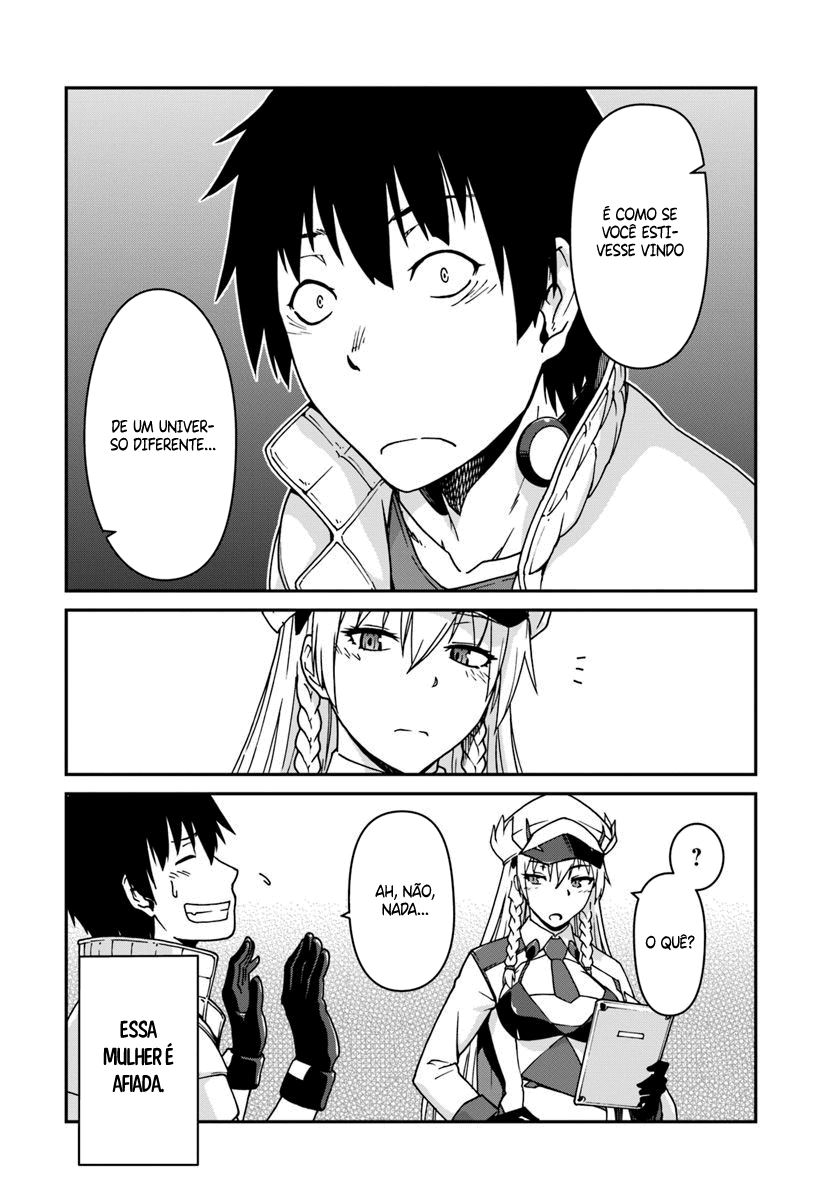 É COMO SE
VOCÊ ESTI-
VESSE VINDO
DE UM UNIVER-
SO DIFERENTE...
?
O QUÊ?
AH, NÃO,
NADA...
ESSA
MULHER É
AFIADA.